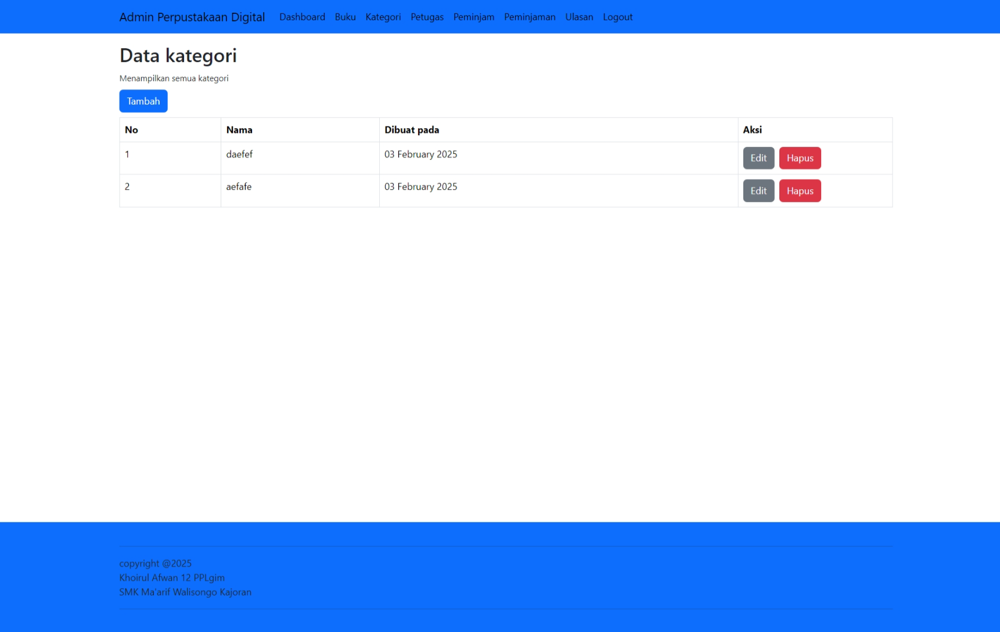 Admin Perpustakaan Digital Dashboard Buku Kategori Petugas Peminjam Peminjaman Ulasan Logout
Data kategori
Menampilkan semua kategori
Tambah
No Nama Dibuat pada Aksi
1 daefef 03 February 2025 Edit Hapus
2 aefafe 03 February 2025 Edit Hapus
copyright @2025
Khoirul Afwan 12 PPLgim
SMK Ma'arif Walisongo Kajoran